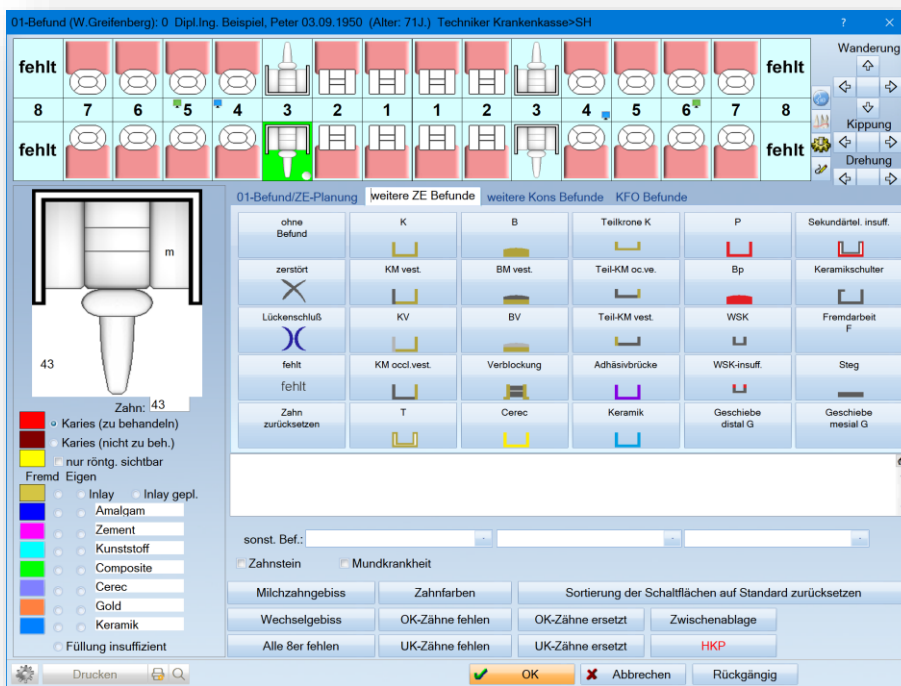 01-Befund (W.Greifenberg): 0 Dipl.Ing. Beispiel, Peter 03.09.1950 (Alter: 71J.) Techniker Krankenkasse>SH ?
fehlt fehlt Wanderung
8 7 6 5 4 3 2 1 1 2 3 4 5 6 7 8
Kippung
fehlt fehlt
Drehung
01-Befund/ZE-Planung weitere ZE Befunde weitere Kons Befunde KFO Befunde
m
43
Zahn: 43
ohne Befund K B Teilkrone K P Sekundärtel. insuff.
zerstört KM vest. BM vest. Teil-KM oc.ve. Bp Keramikschulter
Lückenschluß KV BV Teil-KM vest. WSK Fremdarbeit F
fehlt KM occl.vest. Verblockung Adhäsivbrücke WSK-insuff. Steg
fehlt
Zahn zurücksetzen T Cerec Keramik Geschiebe distal G Geschiebe mesial G
Karies (zu behandeln)
Karies (nicht zu beh.)
nur röntg. sichtbar
Fremd Eigen
Inlay Inlay gepl.
Amalgam
Zement
Kunststoff
Composite
Cerec
Gold
Keramik
Füllung insuffizient
sonst. Bef.:
Zahnstein Mundkrankheit
Milchzahngebiss Zahnfarben Sortierung der Schaltflächen auf Standard zurücksetzen
Wechselgebiss OK-Zähne fehlen OK-Zähne ersetzt Zwischenablage
Alle 8er fehlen UK-Zähne fehlen UK-Zähne ersetzt HKP
Drucken OK Abbrechen Rückgängig